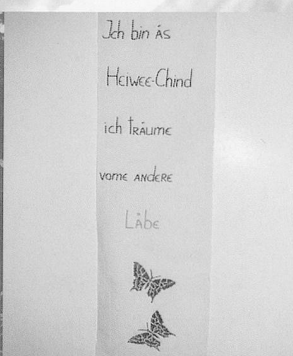 Ich bin äs
Heiwee-Chind
ich träume
vome andere
Läbe